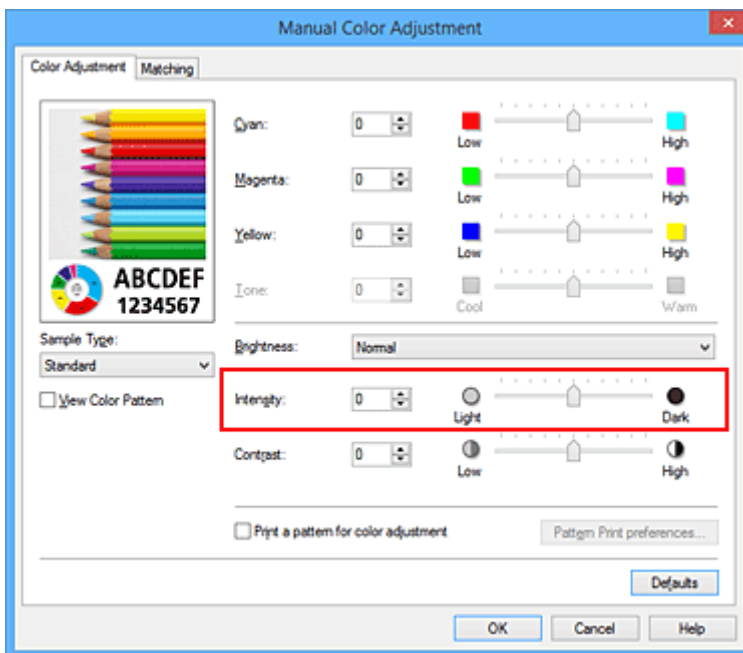 Manual Color Adjustment
Color Adjustment Matching
Cyan: 0 Low High
Magenta: 0 Low High
Yellow: 0 Low High
Tone: 0 Cool Warm
ABCDEF
1234567
Sample Type:
Standard
View Color Pattern
Brightness: Normal
Intensity: 0 Light Dark
Contrast: 0 Low High
Print a pattern for color adjustment Pattern Print preferences...
Defaults
OK Cancel Help